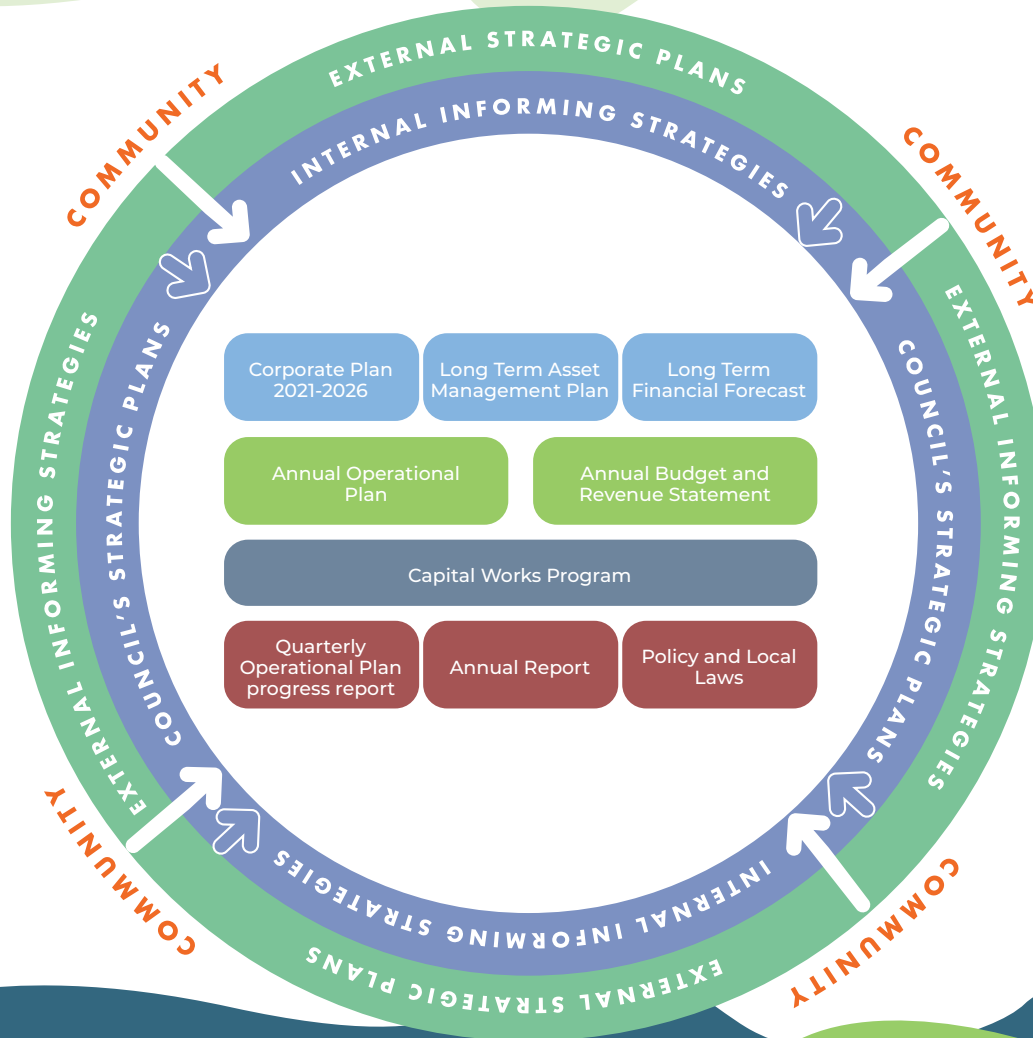 EXTERNAL STRATEGIC PLANS
INTERNAL INFORMING STRATEGIES
COMMUNITY
COMMUNITY
EXTERNAL INFORMING STRATEGIES
COUNCIL'S STRATEGIC PLANS
COUNCIL'S STRATEGIC PLANS
EXTERNAL INFORMING STRATEGIES
Corporate Plan
2021-2026
Long Term Asset
Management Plan
Long Term
Financial Forecast
Annual Operational
Plan
Annual Budget and
Revenue Statement
Capital Works Program
Quarterly
Operational Plan
progress report
Annual Report
Policy and Local
Laws
INTERNAL INFORMING STRATEGIES
EXTERNAL STRATEGIC PLANS
COMMUNITY
COMMUNITY